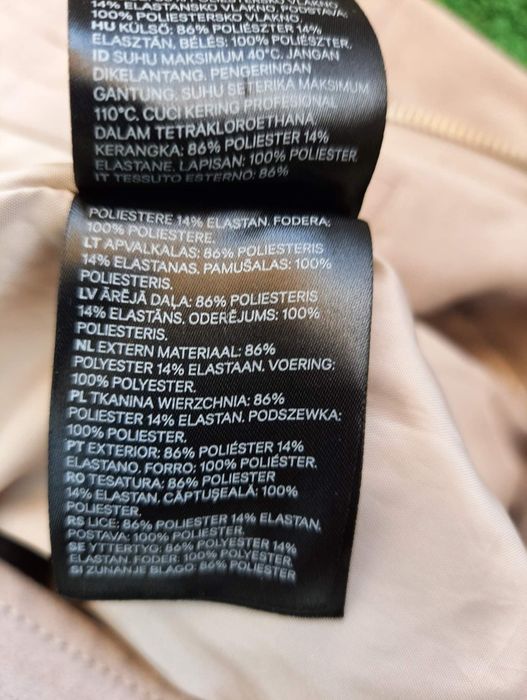 14% ELASTANSKO VLAKNO, PODSTAVA:
100% POLIESTERSKO VLAKNO.
HU KÜLSŐ: 86% POLIÉSZTER 14%
ELASZTÁN, BÉLÉS: 100% POLIÉSZTER.
ID SUHU MAKSIMUM 40°C. JANGAN
DIKELANTANG. PENGERINGAN
GANTUNG. SUHU SETERIKA MAKSIMUM
110°C. CUCI KERING PROFESIONAL
DALAM TETRAKLOROETHANA.
KERANGKA: 86% POLIESTER 14%
ELASTANE. LAPISAN: 100% POLIESTER.
IT TESSUTO ESTERNO: 86%
POLIESTERE 14% ELASTAN. FODERA:
100% POLIESTERE.
LT APVALKALAS: 86% POLIESTERIS
14% ELASTANAS. PAMUŠALAS: 100%
POLIESTERIS.
LV ĀRĒJĀ DAĻA: 86% POLIESTERIS
14% ELASTĀNS. ODERĒJUMS: 100%
POLIESTERIS.
NL EXTERN MATERIAAL: 86%
POLYESTER 14% ELASTAAN. VOERING:
100% POLYESTER.
PL TKANINA WIERZCHNIA: 86%
POLIESTER 14% ELASTAN. PODSZEWKA:
100% POLIESTER.
PT EXTERIOR: 86% POLIÉSTER 14%
ELASTANO. FORRO: 100% POLIÉSTER.
RO TESATURA: 86% POLIESTER
14% ELASTAN. CĂPTUŞEALĂ: 100%
POLIESTER.
RS LICE: 86% POLIESTER 14% ELASTAN.
POSTAVA: 100% POLIESTER.
SE YTTERTYG: 86% POLYESTER 14%
ELASTAN. FODER: 100% POLYESTER.
SI ZUNANJE BLAGO: 86% POLIESTER